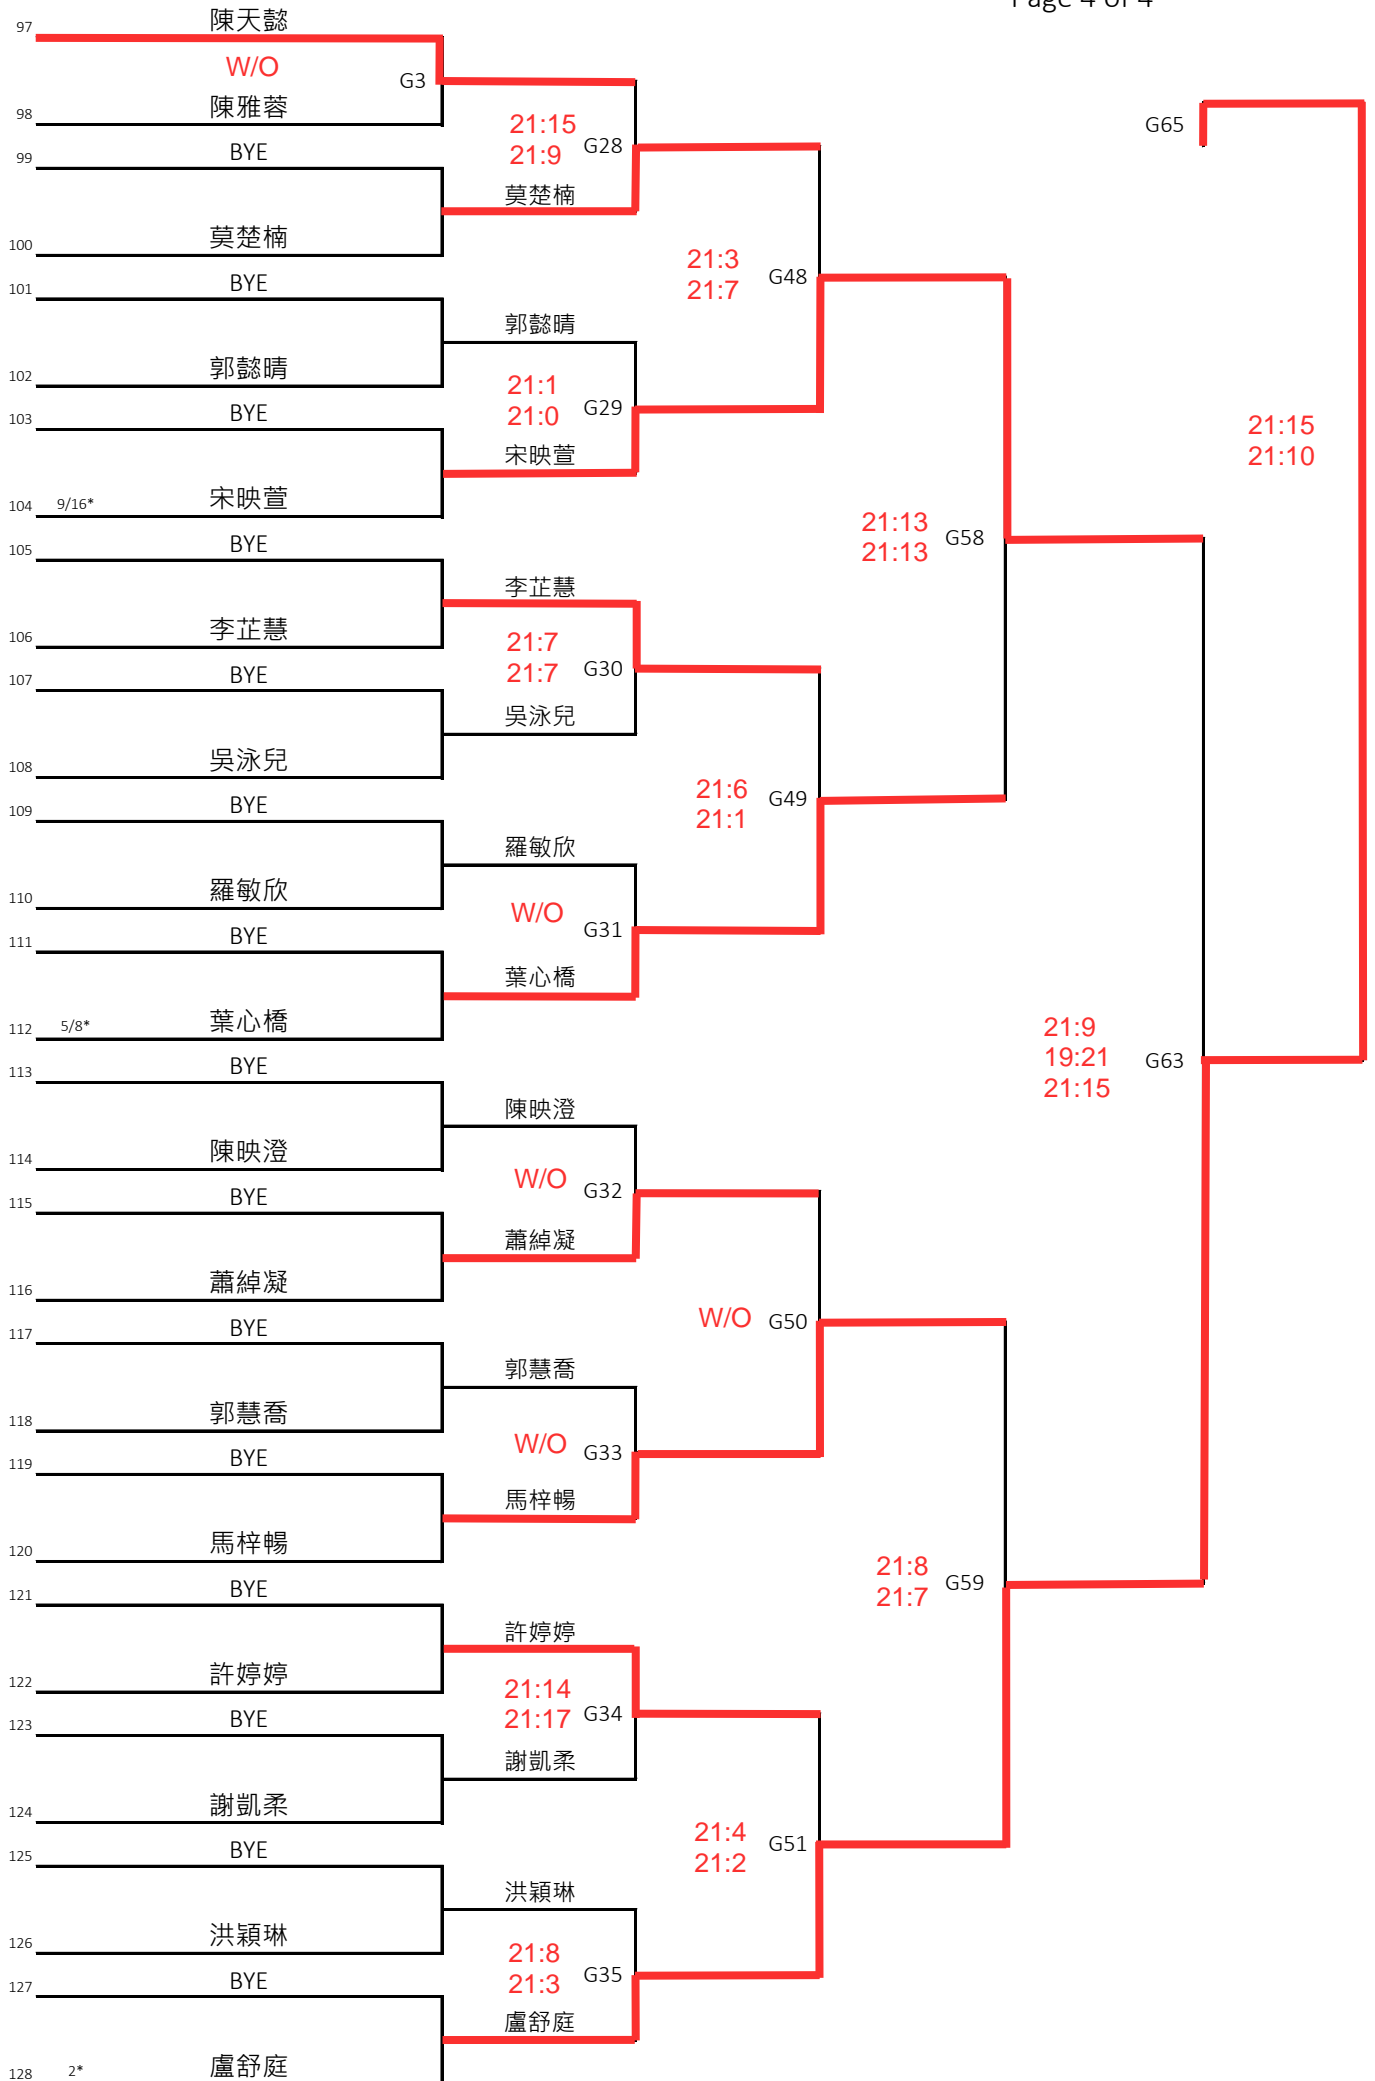 Page 4 of 4
97 陳天懿
W/O
G3
98 陳雅蓉
G65
21:15
21:9
G28
99 BYE
莫楚楠
100 莫楚楠
21:3
21:7
G48
101 BYE
郭懿晴
102 郭懿晴
21:1
21:0
G29
103 BYE
21:15
21:10
宋映萱
104 9/16* 宋映萱
21:13
21:13
G58
105 BYE
李芷慧
106 李芷慧
21:7
21:7
G30
107 BYE
吳泳兒
108 吳泳兒
21:6
21:1
G49
109 BYE
羅敏欣
110 羅敏欣
W/O
G31
111 BYE
葉心橋
112 5/8* 葉心橋
21:9
19:21
21:15
G63
113 BYE
陳映澄
114 陳映澄
W/O
G32
115 BYE
蕭綽凝
116 蕭綽凝
W/O
G50
117 BYE
郭慧喬
118 郭慧喬
W/O
G33
119 BYE
馬梓暢
120 馬梓暢
21:8
21:7
G59
121 BYE
許婷婷
122 許婷婷
21:14
21:17
G34
123 BYE
謝凱柔
124 謝凱柔
21:4
21:2
G51
125 BYE
洪穎琳
126 洪穎琳
21:8
21:3
G35
127 BYE
盧舒庭
128 2* 盧舒庭